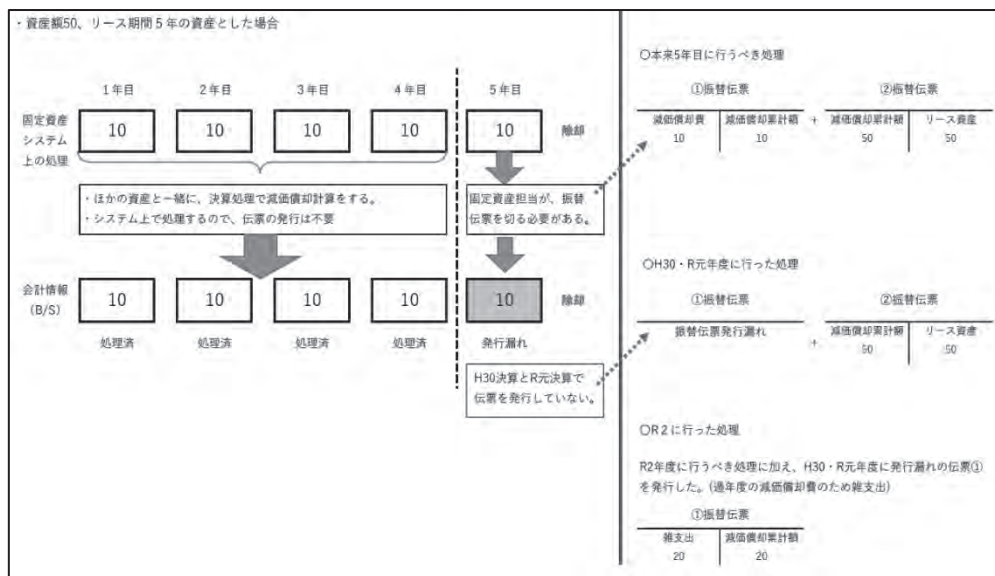 ・資産額50、リース期間5年の資産とした場合
1年目 2年目 3年目 4年目 5年目
固定資産
システム
上の処理
10 10 10 10 10 除却
・ほかの資産と一緒に、決算処理で減価償却計算をする。
・システム上で処理するので、伝票の発行は不要
固定資産担当が、振替
伝票を切る必要がある。
会計情報
(B/S)
10 10 10 10 10 除却
処理済 処理済 処理済 処理済 発行漏れ
H30決算とR元決算で
伝票を発行していない。
〇本来5年目に行うべき処理
①振替伝票 ②振替伝票
減価償却費 減価償却累計額 + 減価償却累計額 リース資産
10 10 50 50
〇H30・R元年度に行った処理
①振替伝票 ②振替伝票
振替伝票発行漏れ + 減価償却累計額 リース資産
50 50
〇R2に行った処理
R2年度に行うべき処理に加え、H30・R元年度に発行漏れの伝票①
を発行した。(過年度の減価償却費のため雑支出)
①振替伝票
雑支出 減価償却累計額
20 20